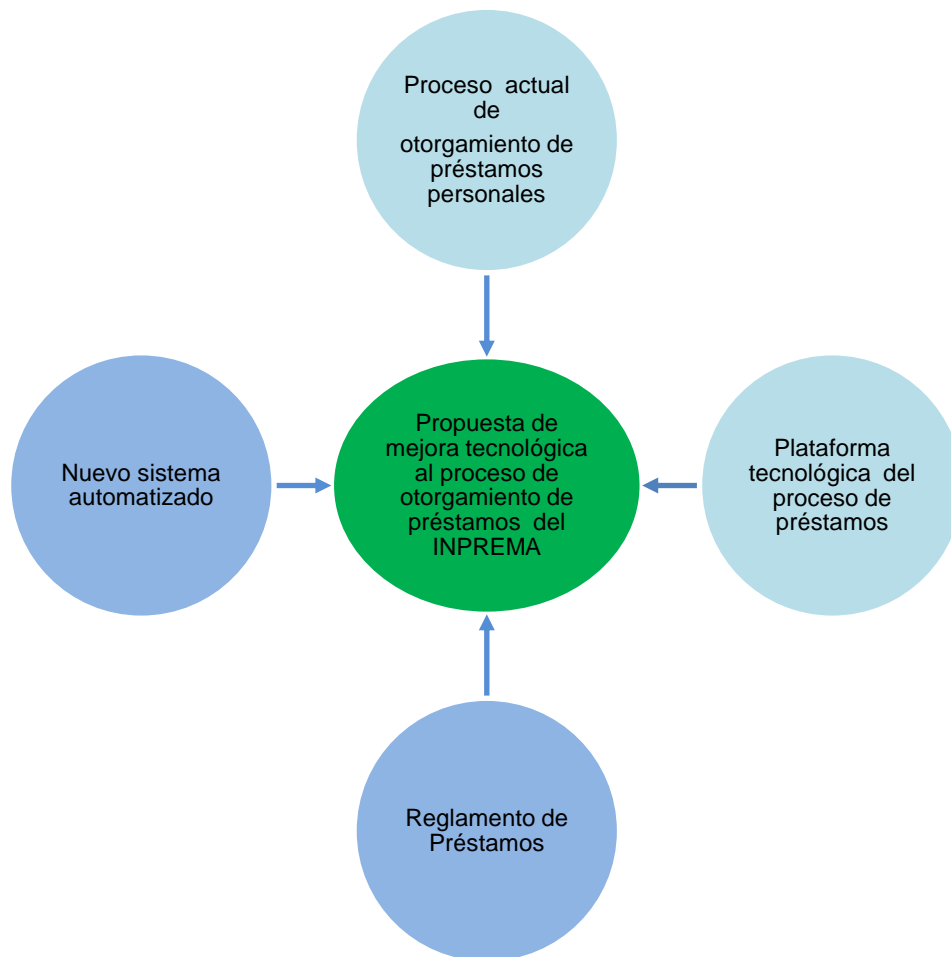 Proceso actual
de
otorgamiento de
préstamos
personales
Nuevo sistema
automatizado
Propuesta de
mejora tecnológica
al proceso de
otorgamiento de
préstamos del
INPREMA
Plataforma
tecnológica del
proceso de
préstamos
Reglamento de
Préstamos